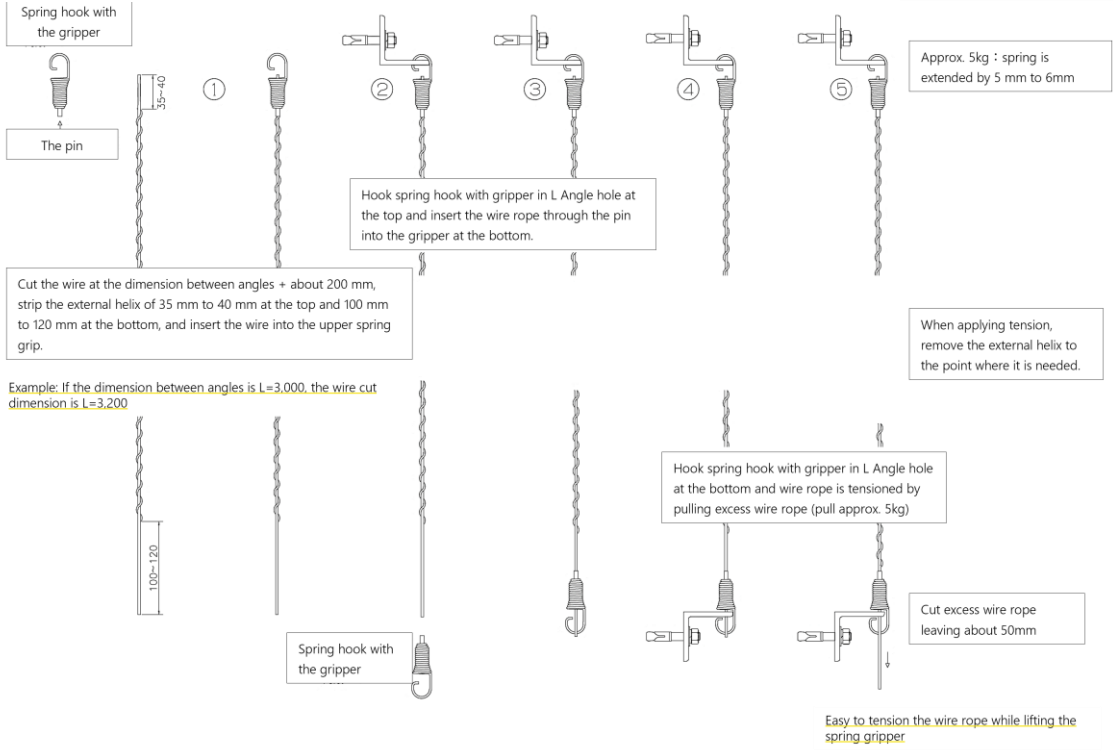 Spring hook with
the gripper
The pin
35~40
①
②
③
④
⑤
Approx. 5kg：spring is
extended by 5 mm to 6mm
Hook spring hook with gripper in L Angle hole at
the top and insert the wire rope through the pin
into the gripper at the bottom.
Cut the wire at the dimension between angles + about 200 mm,
strip the external helix of 35 mm to 40 mm at the top and 100 mm
to 120 mm at the bottom, and insert the wire into the upper spring
grip.
Example: If the dimension between angles is L=3,000, the wire cut
dimension is L=3,200
When applying tension,
remove the external helix to
the point where it is needed.
Hook spring hook with gripper in L Angle hole
at the bottom and wire rope is tensioned by
pulling excess wire rope (pull approx. 5kg)
100~120
Spring hook with
the gripper
Cut excess wire rope
leaving about 50mm
Easy to tension the wire rope while lifting the
spring gripper